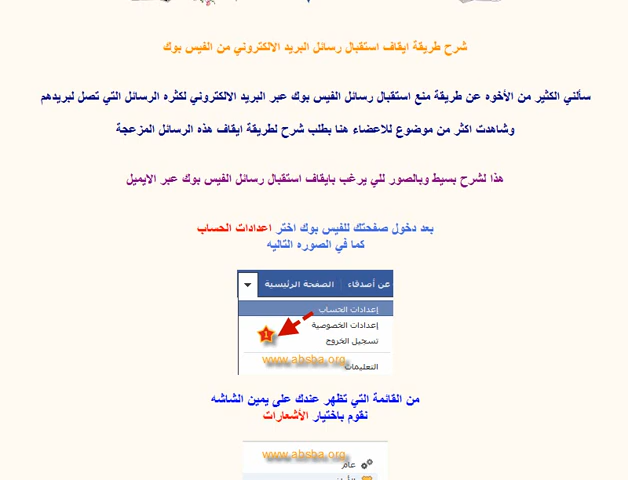 شرح طريقة ايقاف استقبال رسائل البريد الالكتروني من الفيس بوك
سألني الكثير من الأخوه عن طريقة منع استقبال رسائل الفيس بوك عبر البريد الالكتروني لكثره الرسائل التي تصل لبريدهم
وشاهدت اكثر من موضوع للاعضاء هنا بطلب شرح لطريقة ايقاف هذه الرسائل المزعجة
هذا لشرح بسيط وبالصور للي يرغب بايقاف استقبال رسائل الفيس بوك عبر الايميل
بعد دخول صفحتك للفيس بوك اختر اعدادات الحساب
كما في الصوره التاليه
عن أصدقاء الصفحة الرئيسية
إعدادات الحساب
إعدادات الخصوصية
1
تسجيل الخروج
www.absba.org
التعليمات
من القائمة التي تظهر عندك على يمين الشاشه
نقوم باختيار الأشعارات
www.absba.org
عام